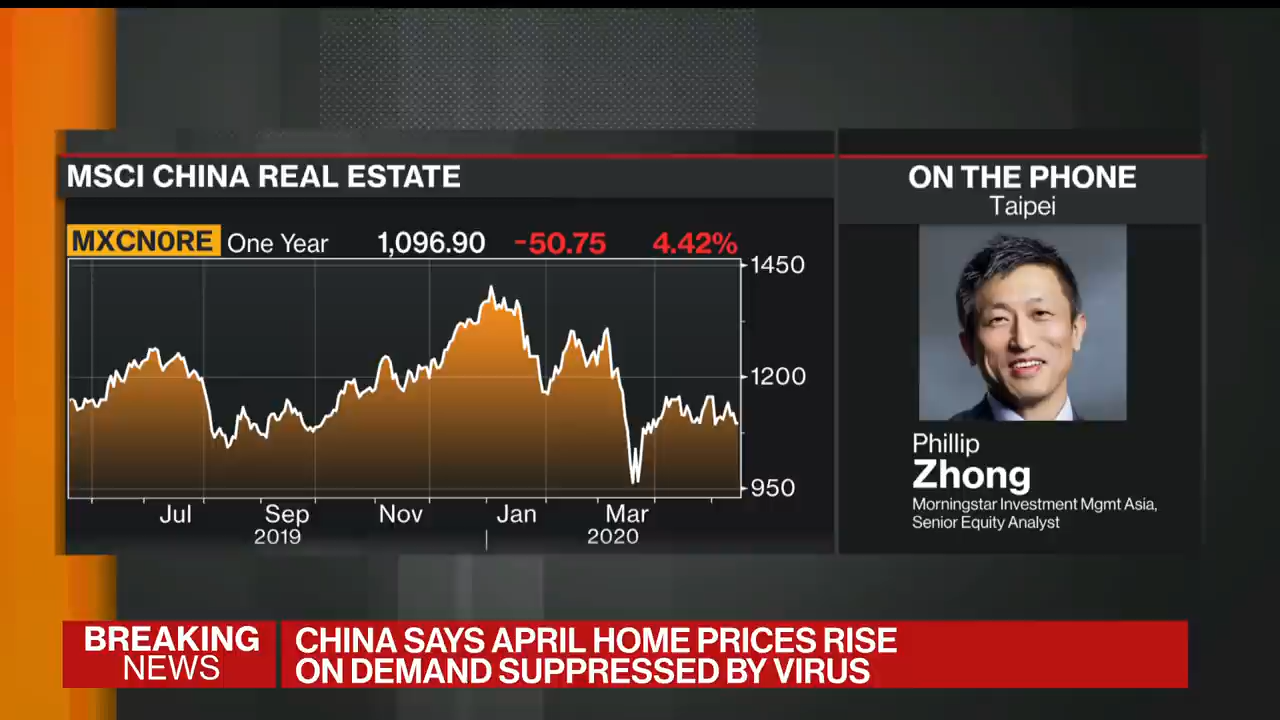 MSCI CHINA REAL ESTATE
MXCN0RE One Year 1,096.90 -50.75 4.42%
1450
1200
950
Jul Sep Nov Jan Mar
2019 2020
ON THE PHONE
Taipei
Phillip
Zhong
Morningstar Investment Mgmt Asia,
Senior Equity Analyst
BREAKING
NEWS
CHINA SAYS APRIL HOME PRICES RISE
ON DEMAND SUPPRESSED BY VIRUS